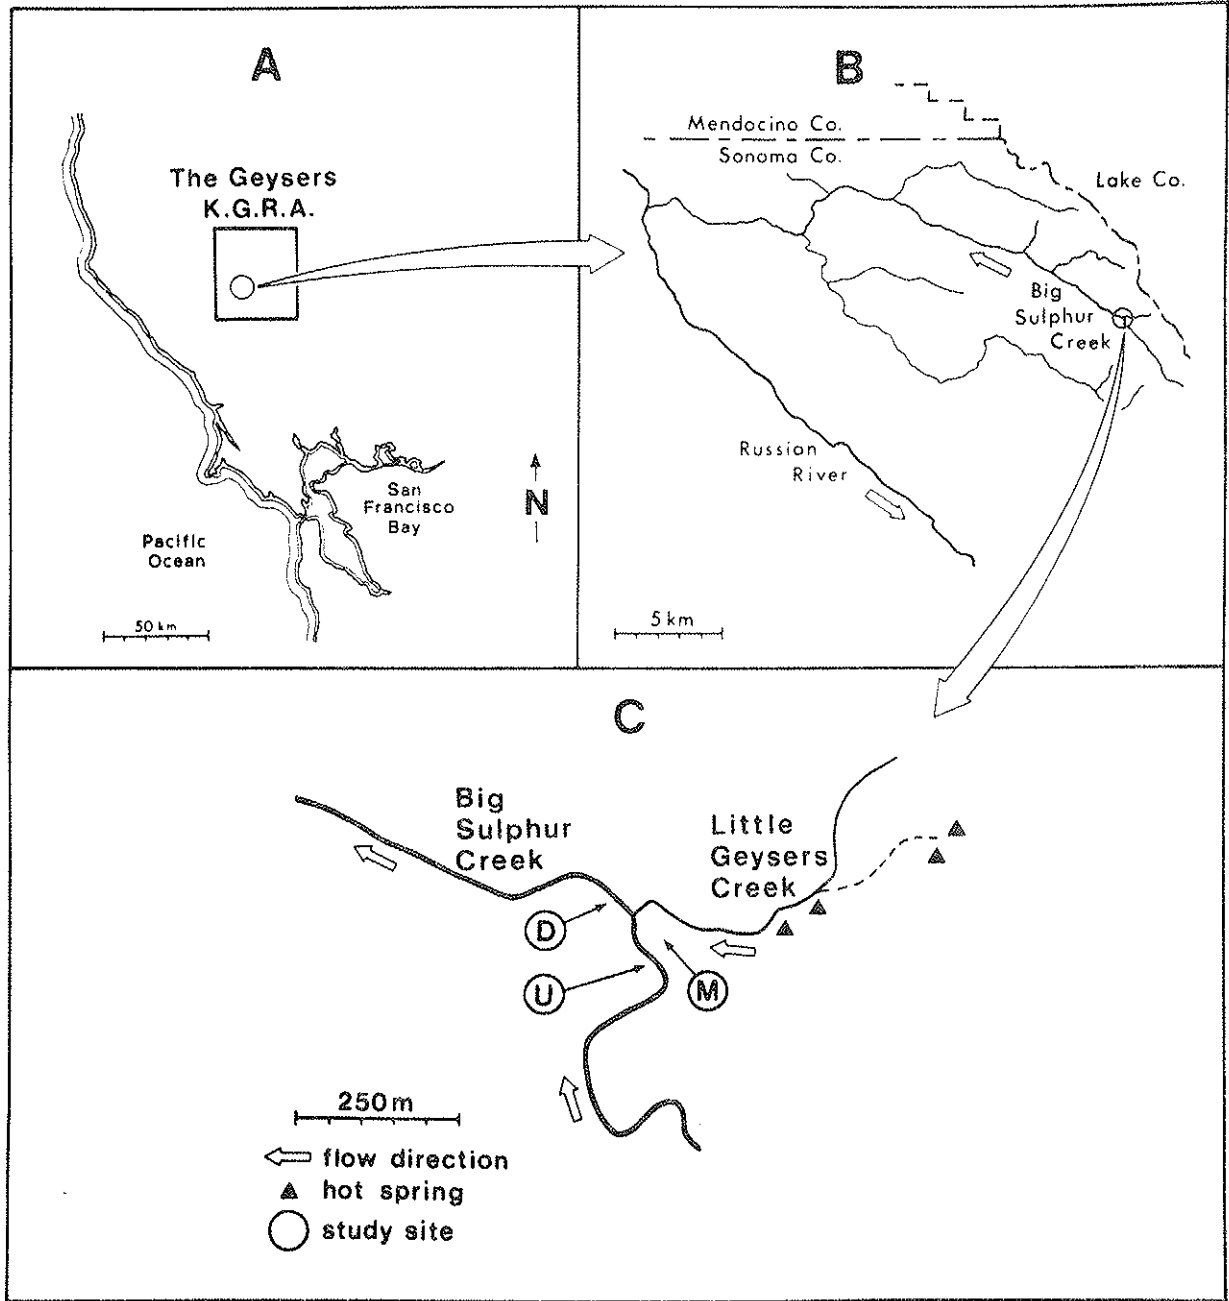 A
The Geysers
K.G.R.A.
San
Francisco
Bay
N
Pacific
Ocean
50 km
B
Mendocino Co.
Sonoma Co.
Lake Co.
Big
Sulphur
Creek
Russian
River
5 km
C
Big
Sulphur
Creek
Little
Geysers
Creek
D
U
M
250m
flow direction
hot spring
study site